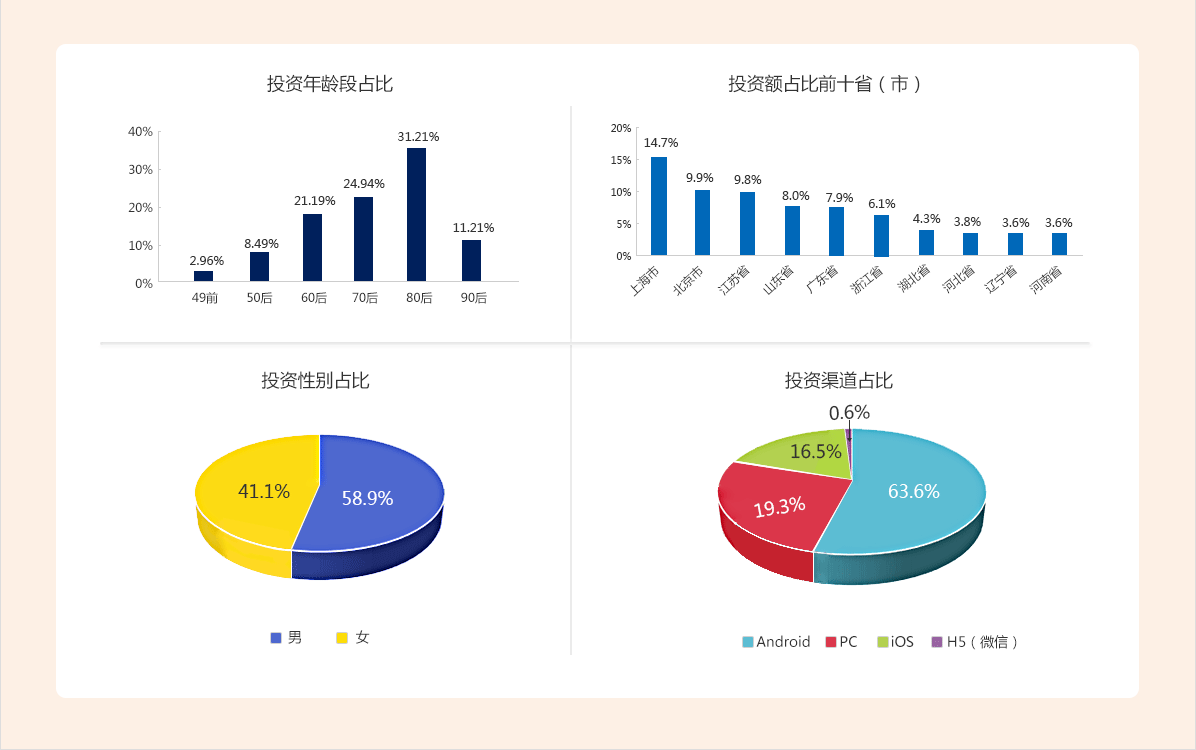 投资年龄段占比
40%
30%
20%
10%
0%
2.96%
8.49%
21.19%
24.94%
31.21%
11.21%
49前
50后
60后
70后
80后
90后
投资额占比前十省（市）
20%
15%
10%
5%
0%
14.7%
9.9%
9.8%
8.0%
7.9%
6.1%
4.3%
3.8%
3.6%
3.6%
上海市
北京市
江苏省
山东省
广东省
浙江省
湖北省
河北省
辽宁省
河南省
投资性别占比
41.1%
58.9%
男
女
投资渠道占比
0.6%
16.5%
63.6%
19.3%
Android
PC
iOS
H5（微信）